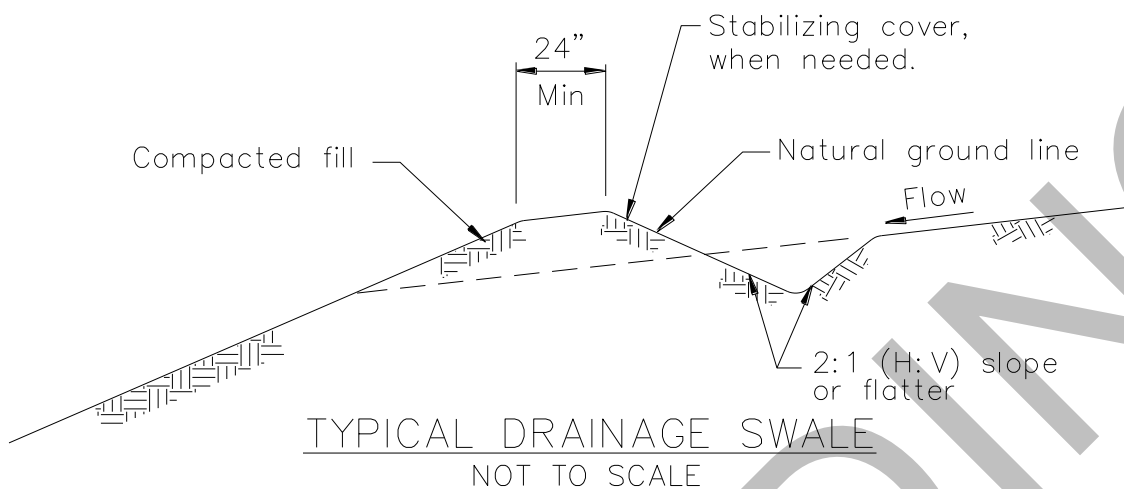 24”
Min
Stabilizing cover,
when needed.
Compacted fill
Natural ground line
Flow
2:1 (H:V) slope
or flatter
TYPICAL DRAINAGE SWALE
NOT TO SCALE